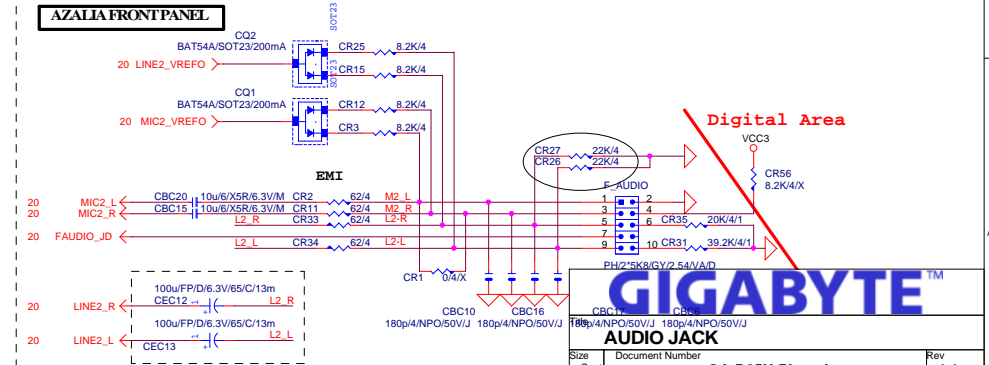 AZALIA FRONT PANEL
SOT23
CQ2
BAT54A/SOT23/200mA
CR25 8.2K/4
20 LINE2_VREFO
CR15 8.2K/4
SOT23
CQ1
BAT54A/SOT23/200mA
CR12 8.2K/4
20 MIC2_VREFO
CR3 8.2K/4
Digital Area
VCC3
CR27 22K/4
CR26 22K/4
CR56
8.2K/4/X
EMI
F_AUDIO
20 MIC2_L CBC20 10u/6/X5R/6.3V/M CR2 62/4 M2_L 1 2
20 MIC2_R CBC15 10u/6/X5R/6.3V/M CR11 62/4 M2_R 3 4
L2_R CR33 62/4 L2-R 5 6 CR35 20K/4/1
20 FAUDIO_JD 7
L2_L CR34 62/4 L2-L 9 10 CR31 39.2K/4/1
CR1 0/4/X
PH/2*5K8/GY/2.54/VA/D
100u/FP/D/6.3V/65/C/13m
20 LINE2_R CEC12 1 + L2_R
100u/FP/D/6.3V/65/C/13m
20 LINE2_L CEC13 1 + L2_L
CBC10 CBC16 CBC17 CBC6
180p/4/NPO/50V/J 180p/4/NPO/50V/J 180p/4/NPO/50V/J 180p/4/NPO/50V/J
GIGABYTE™
Title
AUDIO JACK
Size Document Number Rev